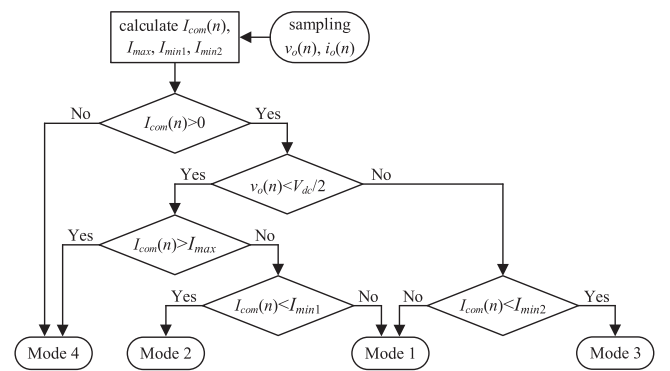 calculate I_com(n),
I_max, I_min1, I_min2
sampling
v_o(n), i_o(n)
No
Yes
I_com(n)>0
Yes
No
v_o(n)<V_dc/2
Yes
No
I_com(n)>I_max
Yes
No
No
Yes
I_com(n)<I_min1
I_com(n)<I_min2
Mode 4
Mode 2
Mode 1
Mode 3